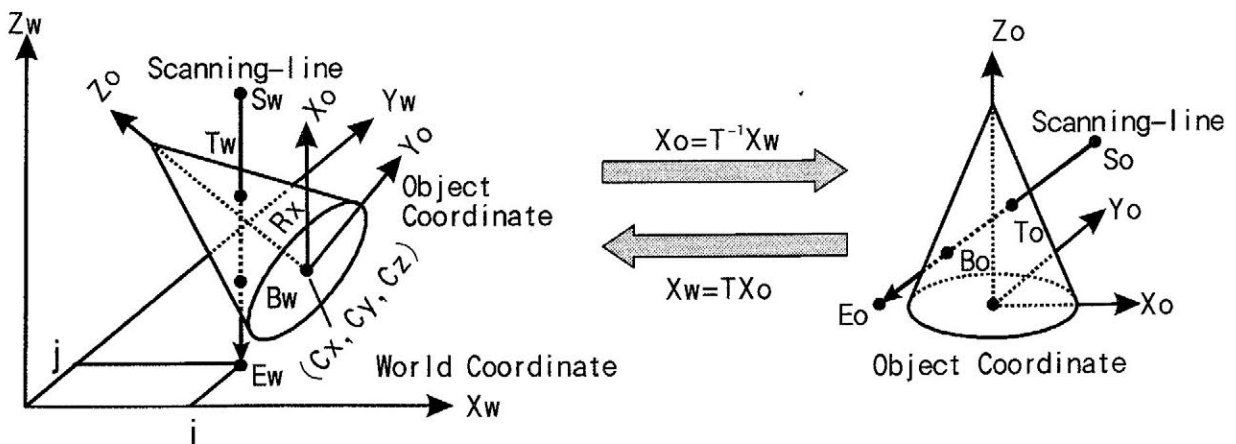 Zw
Scanning-line
Sw
Zo
Xo
Yw
Tw
Yo
Object
Coordinate
Rx
Bw
(Cx, Cy, Cz)
j
Ew
World Coordinate
Xw
i
Xo=T⁻¹Xw
Xw=TXo
Zo
Scanning-line
So
Yo
To
Bo
Eo
Xo
Object Coordinate